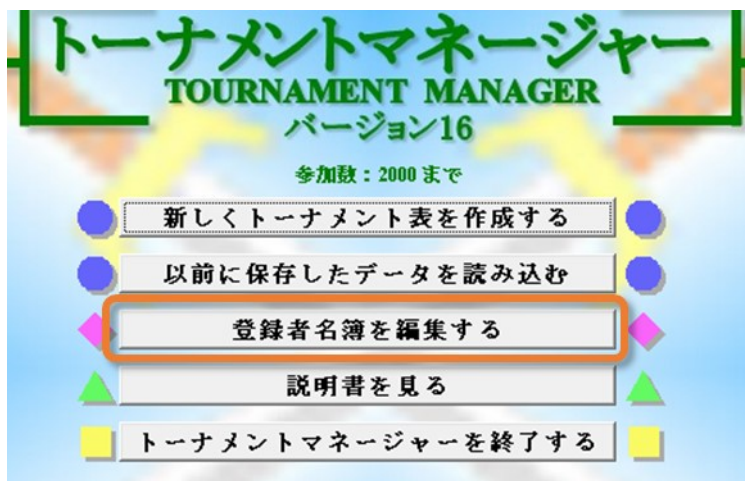 トーナメントマネージャー
TOURNAMENT MANAGER
バージョン16
参加数：2000まで
新しくトーナメント表を作成する
以前に保存したデータを読み込む
登録者名簿を編集する
説明書を見る
トーナメントマネージャーを終了する